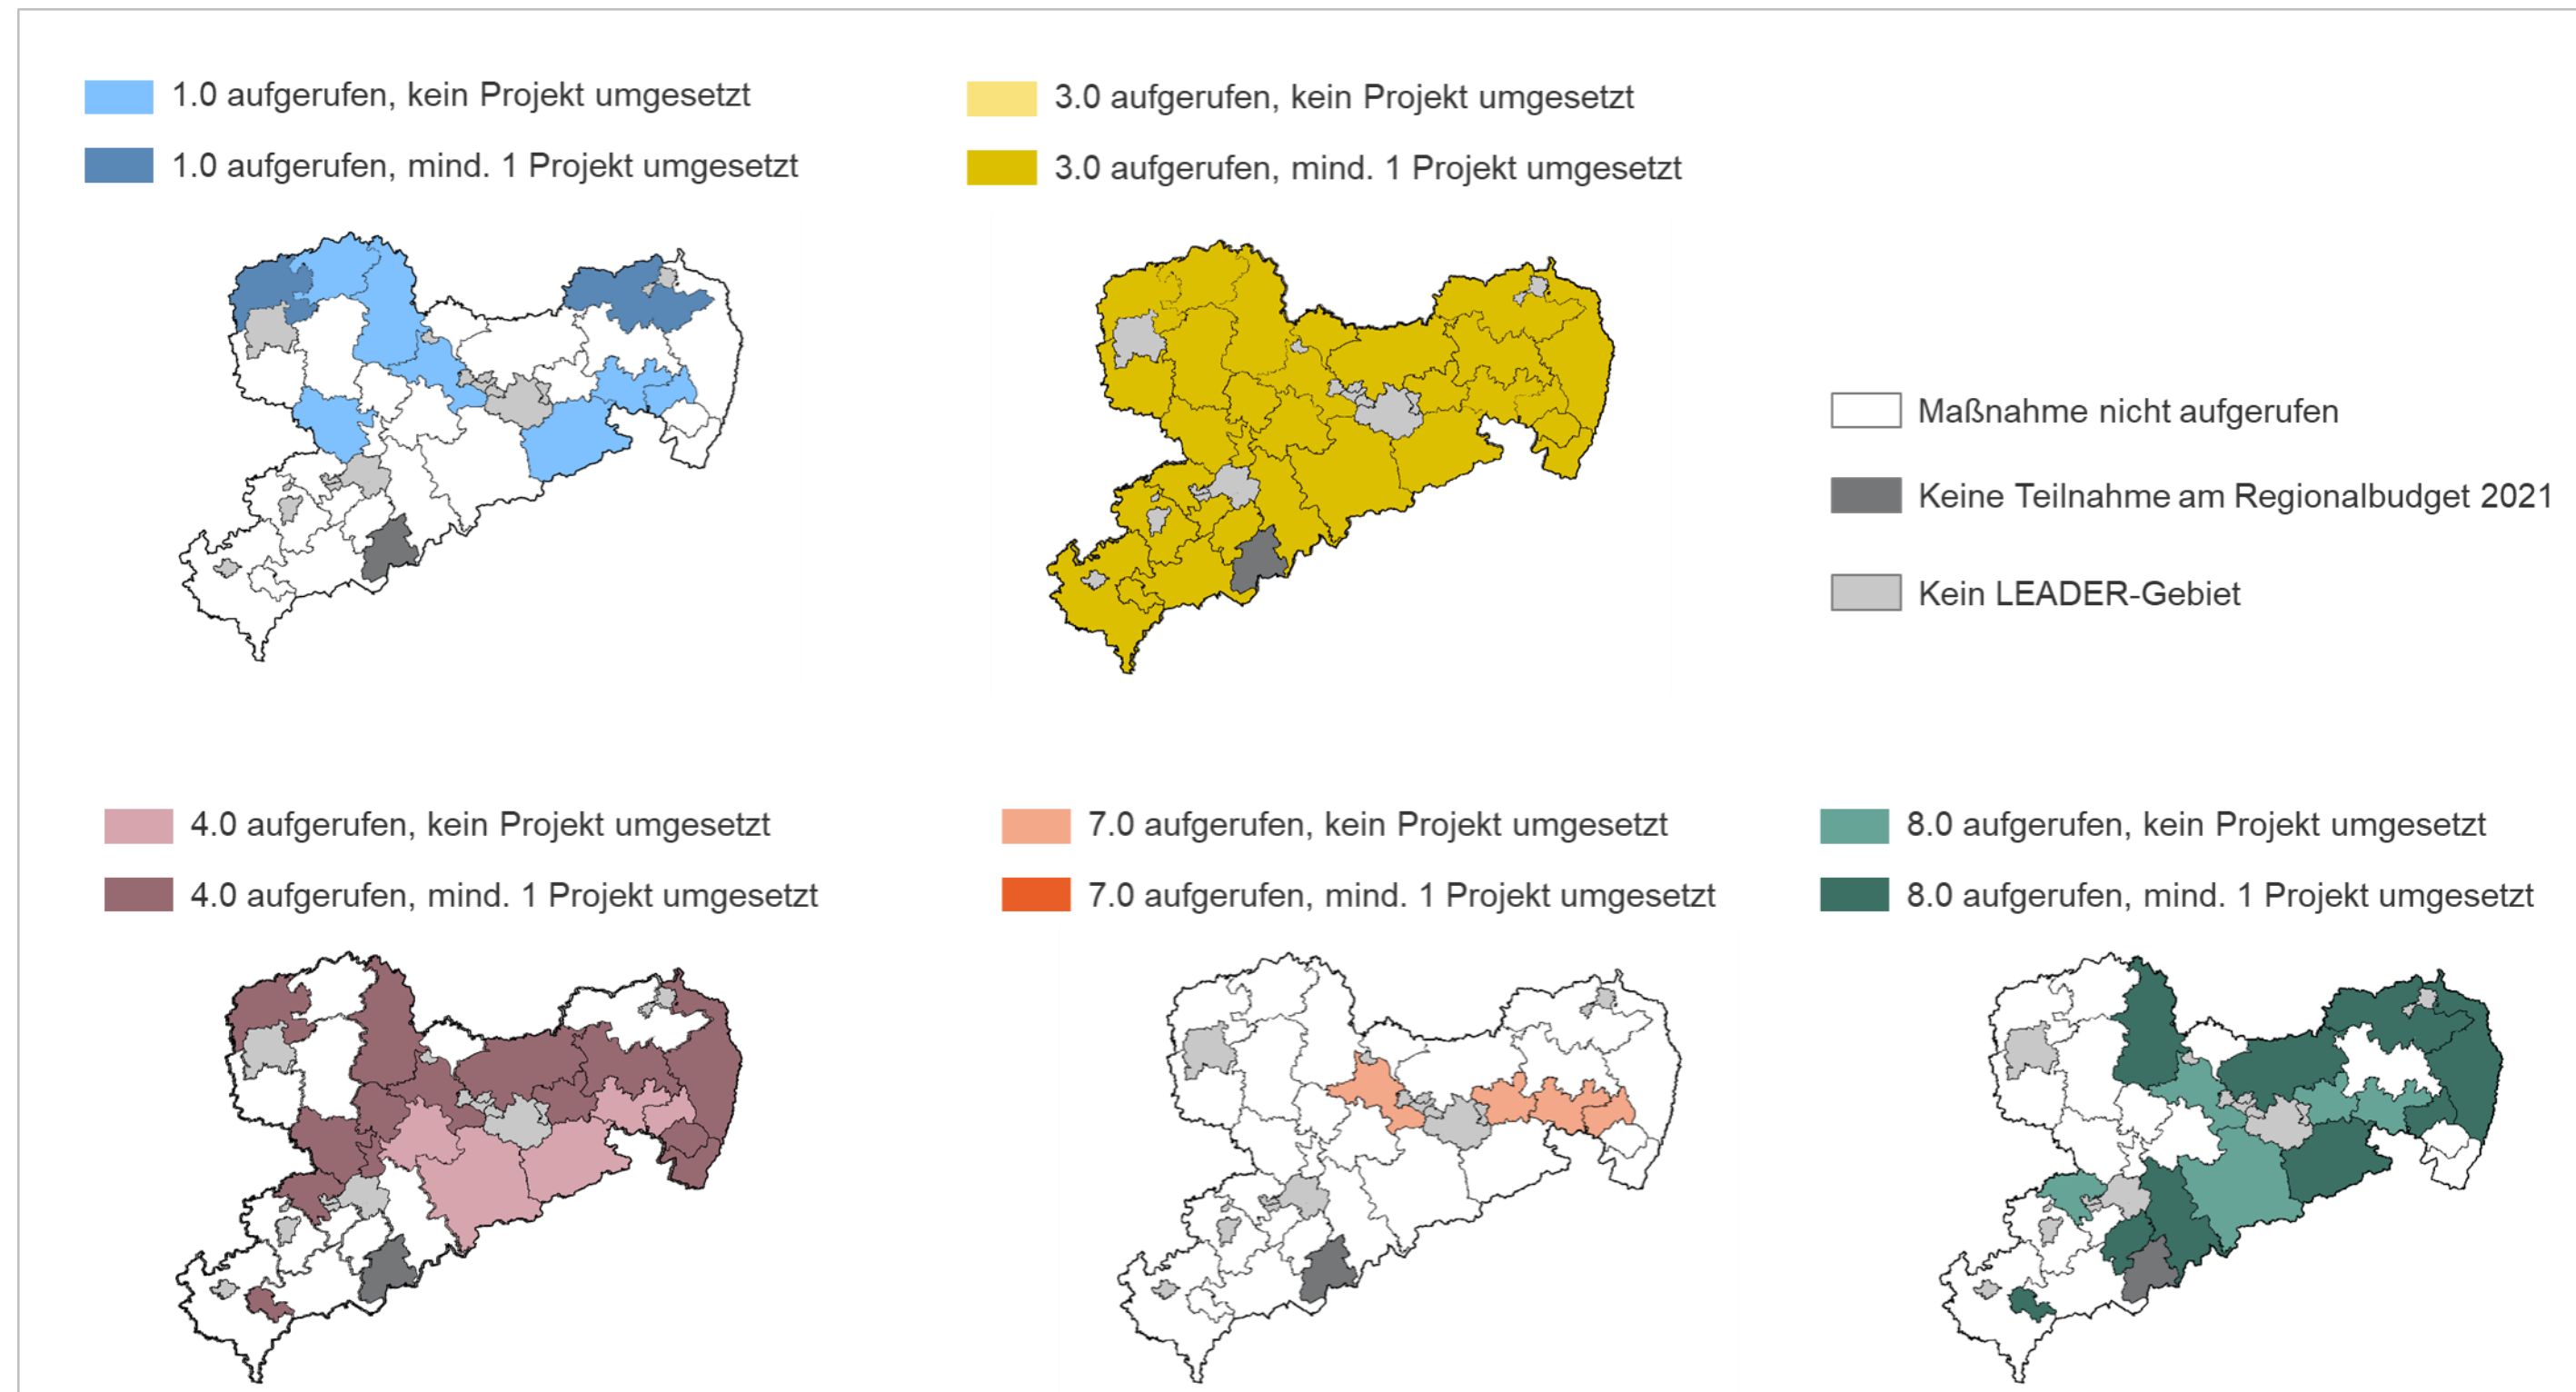 1.0 aufgerufen, kein Projekt umgesetzt
1.0 aufgerufen, mind. 1 Projekt umgesetzt
3.0 aufgerufen, kein Projekt umgesetzt
3.0 aufgerufen, mind. 1 Projekt umgesetzt
Maßnahme nicht aufgerufen
Keine Teilnahme am Regionalbudget 2021
Kein LEADER-Gebiet
4.0 aufgerufen, kein Projekt umgesetzt
4.0 aufgerufen, mind. 1 Projekt umgesetzt
7.0 aufgerufen, kein Projekt umgesetzt
7.0 aufgerufen, mind. 1 Projekt umgesetzt
8.0 aufgerufen, kein Projekt umgesetzt
8.0 aufgerufen, mind. 1 Projekt umgesetzt